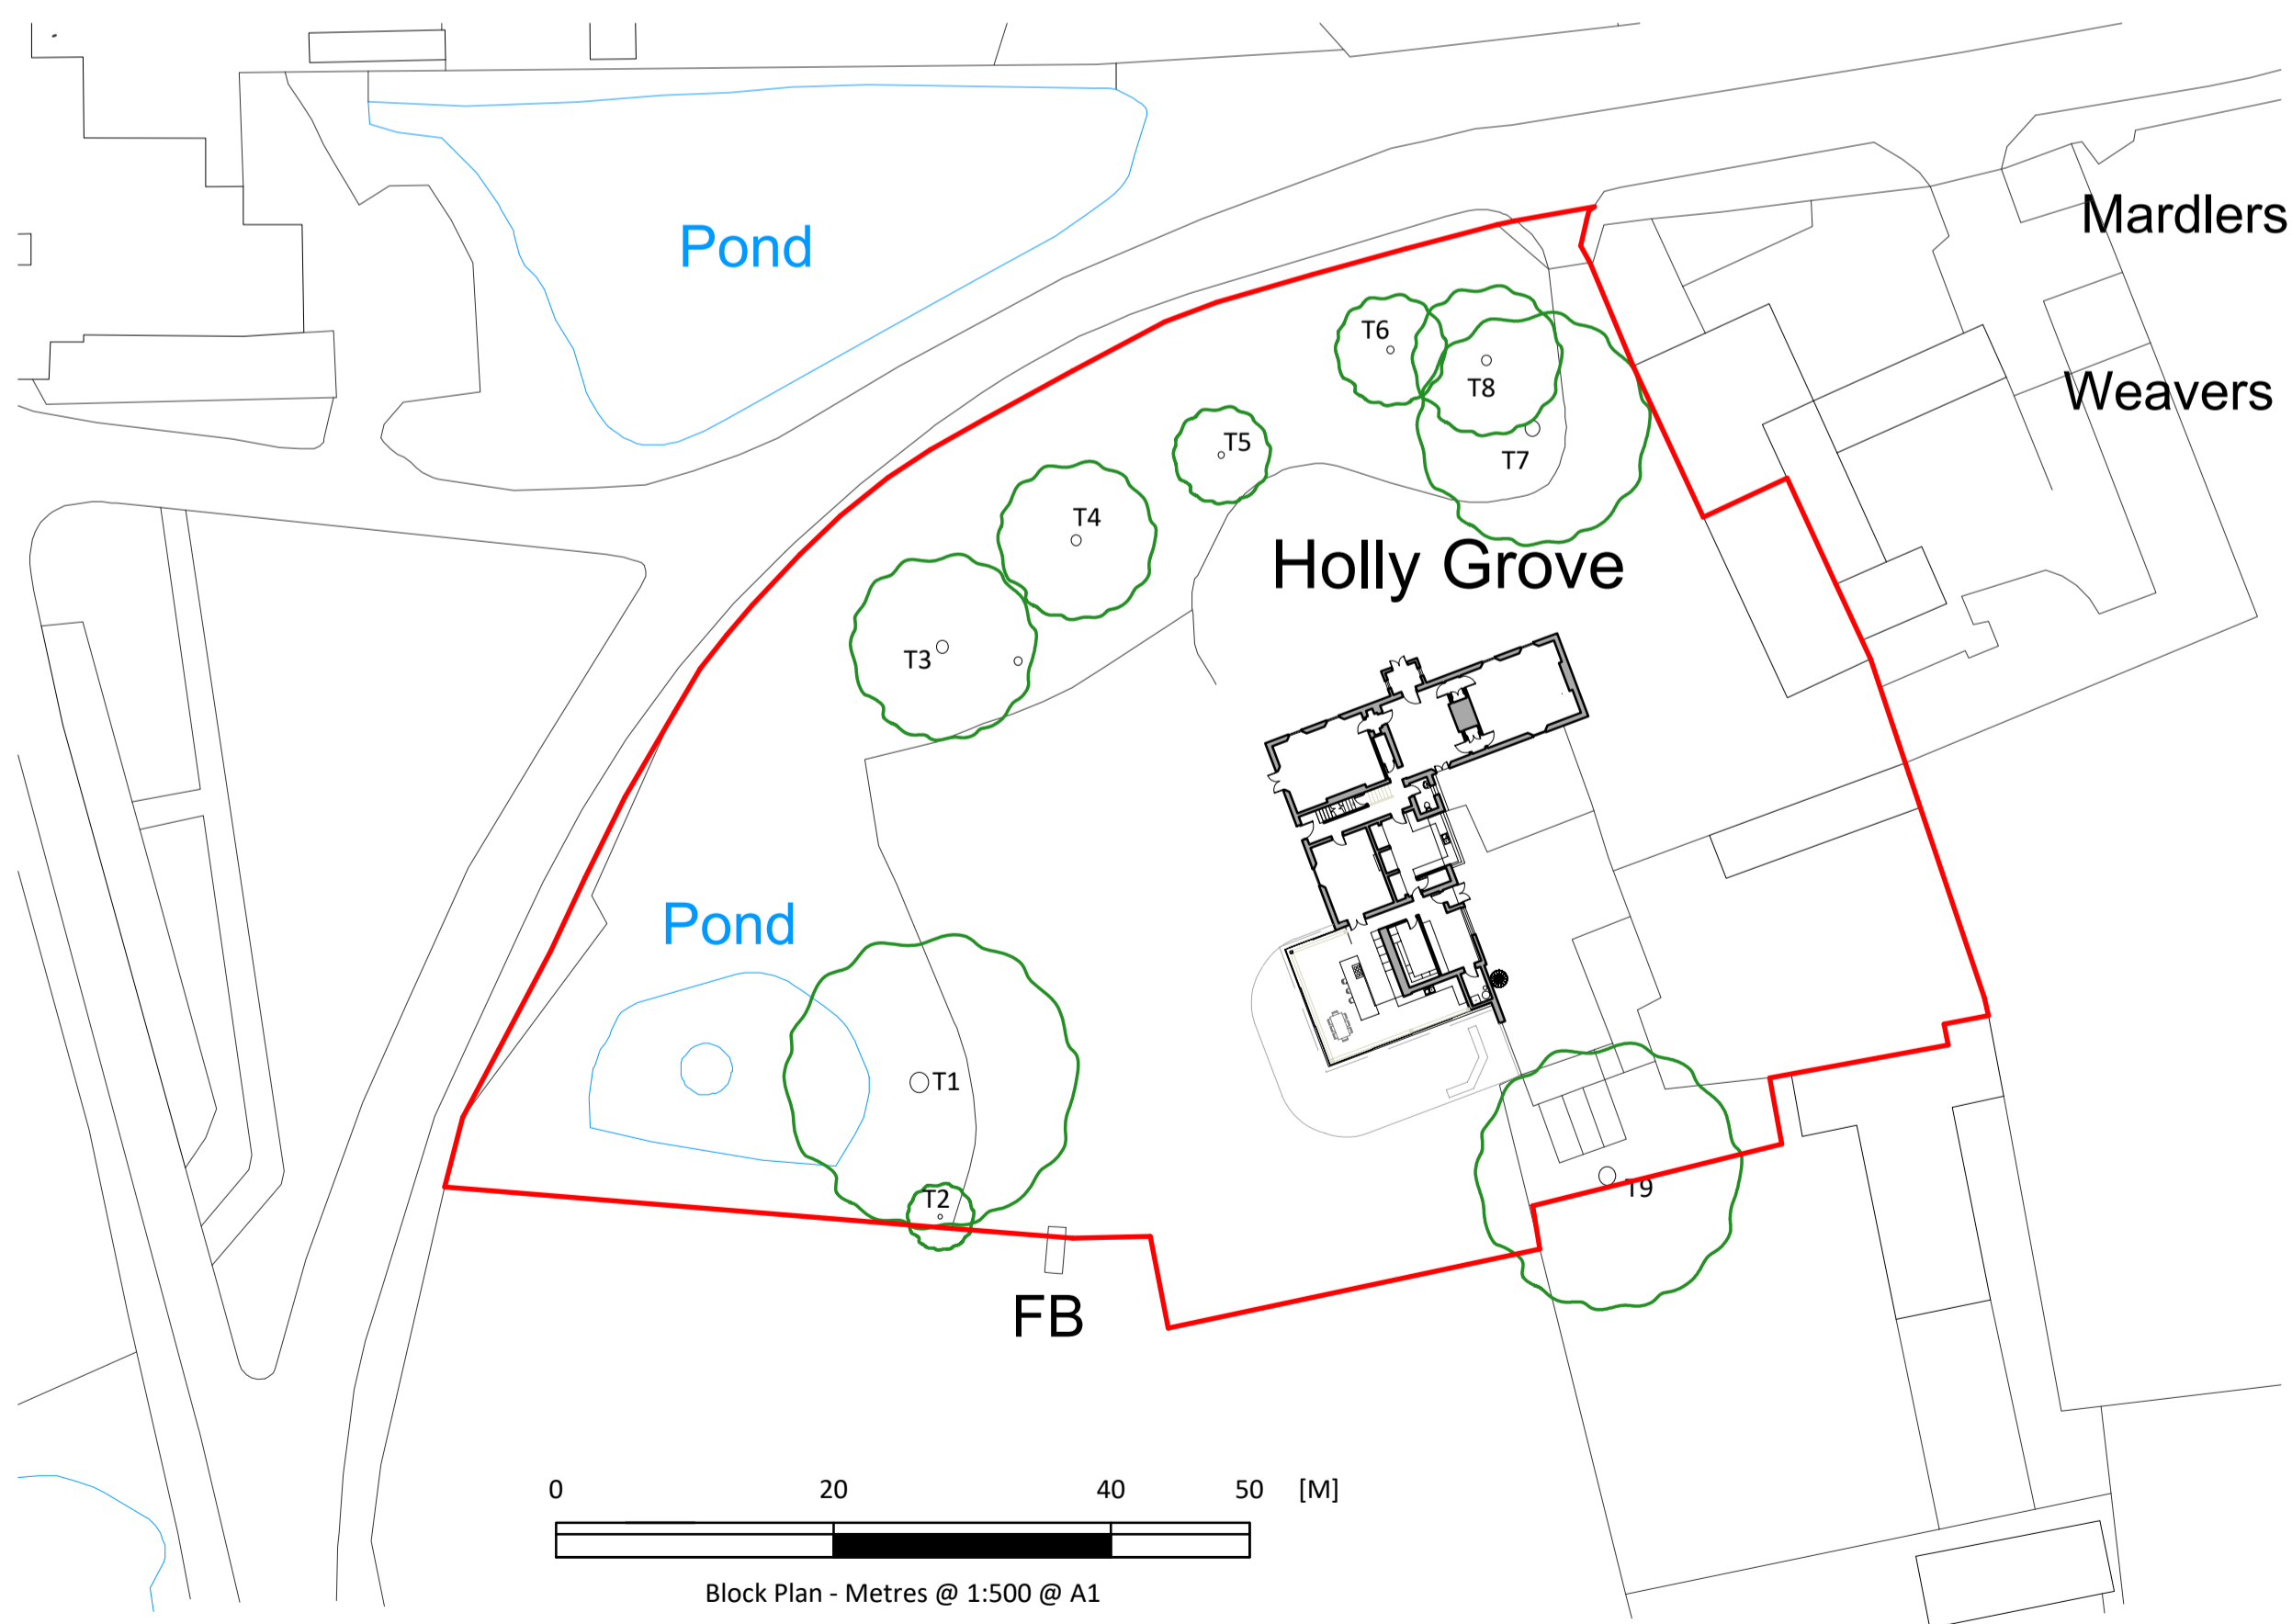 Mardlers
Pond
T6
T8
Weavers
T5
T7
T4
Holly Grove
T3
Pond
T1
T2
T9
FB
0 20 40 50 [M]
Block Plan - Metres @ 1:500 @ A1